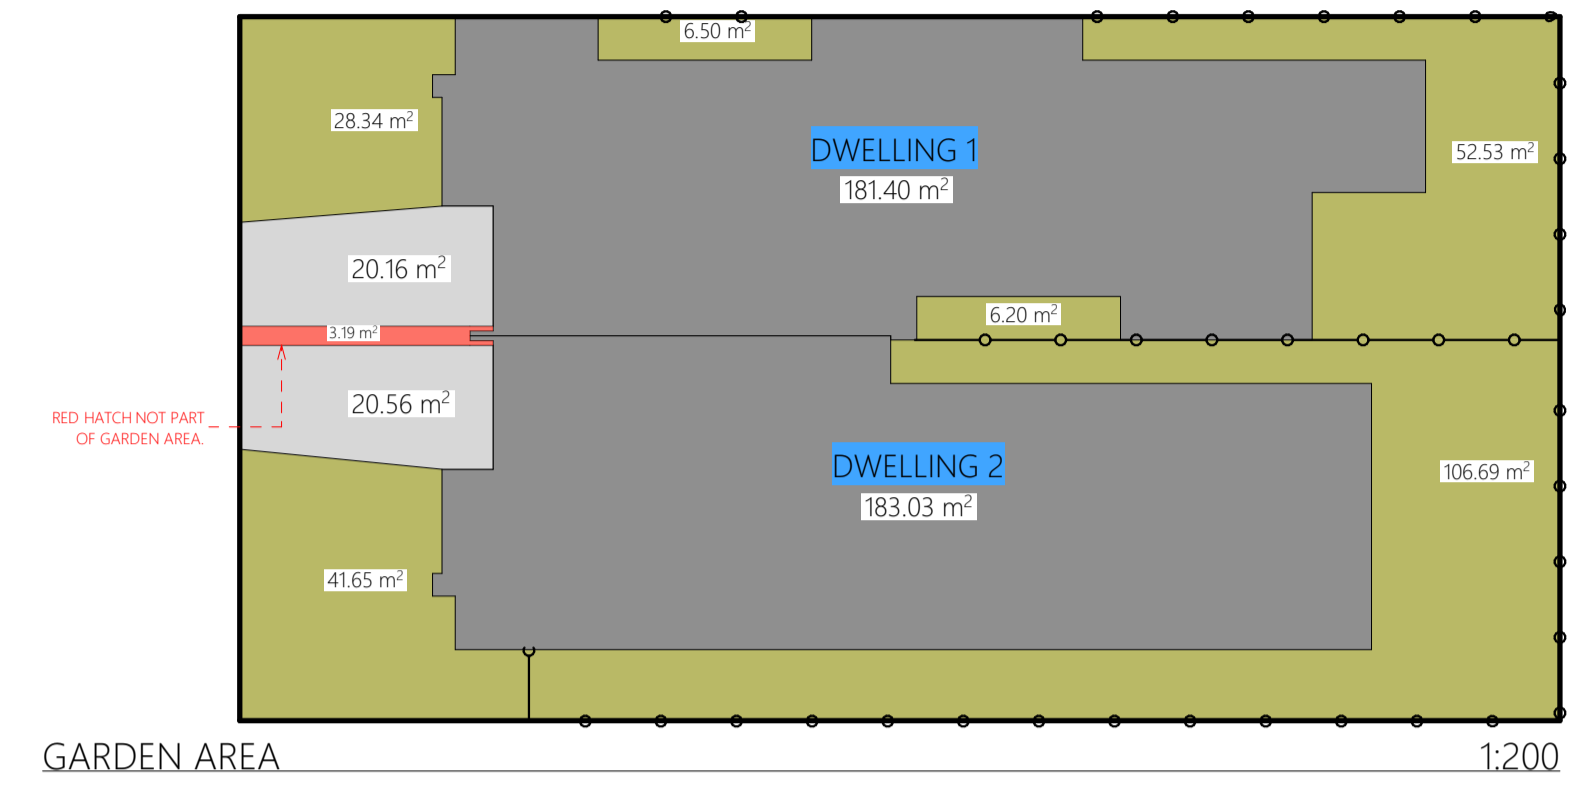 6.50 m²
28.34 m²
DWELLING 1
181.40 m²
52.53 m²
20.16 m²
6.20 m²
3.19 m²
20.56 m²
RED HATCH NOT PART
OF GARDEN AREA.
DWELLING 2
183.03 m²
106.69 m²
41.65 m²
GARDEN AREA
1:200